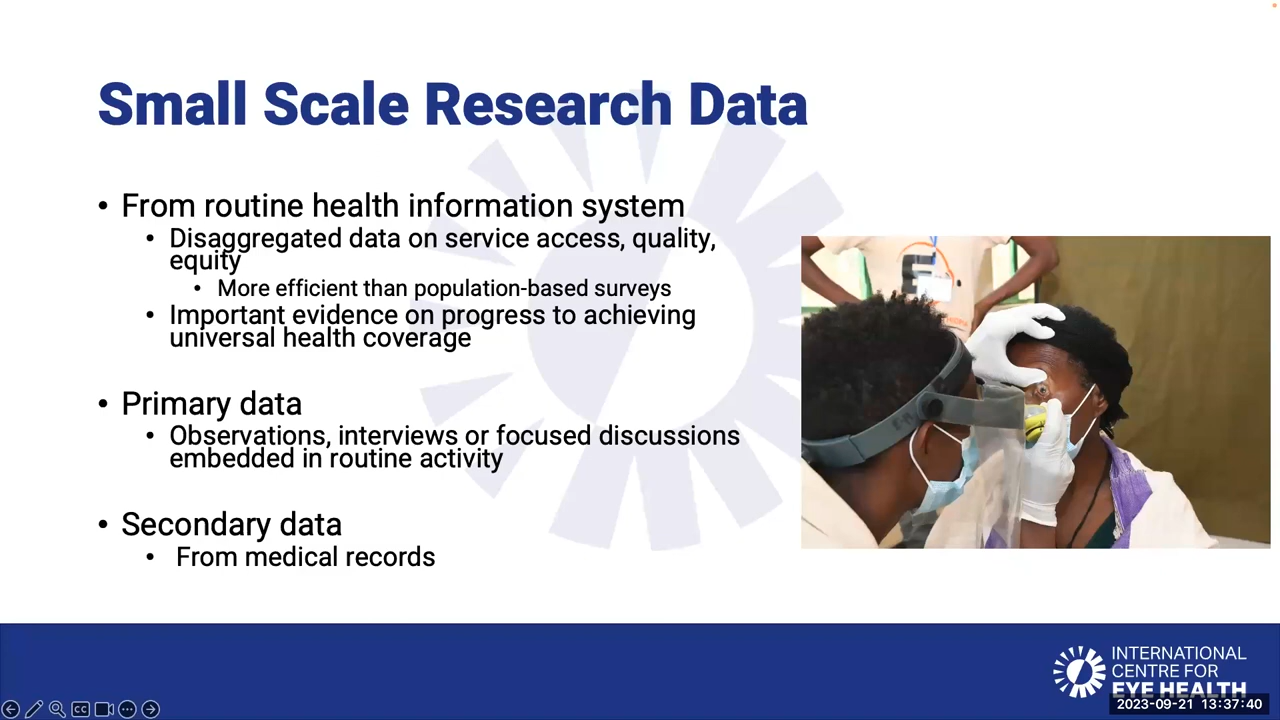 Small Scale Research Data
• From routine health information system
• Disaggregated data on service access, quality,
equity
• More efficient than population-based surveys
• Important evidence on progress to achieving
universal health coverage
• Primary data
• Observations, interviews or focused discussions
embedded in routine activity
• Secondary data
• From medical records
INTERNATIONAL
CENTRE FOR
EYE HEALTH
CC
2023-09-21 13:37:40